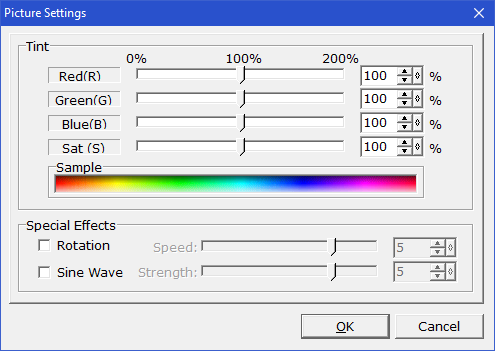 Picture Settings
Tint
0% 100% 200%
Red(R) 100 %
Green(G) 100 %
Blue(B) 100 %
Sat (S) 100 %
Sample
Special Effects
Rotation Speed: 5
Sine Wave Strength: 5
OK Cancel